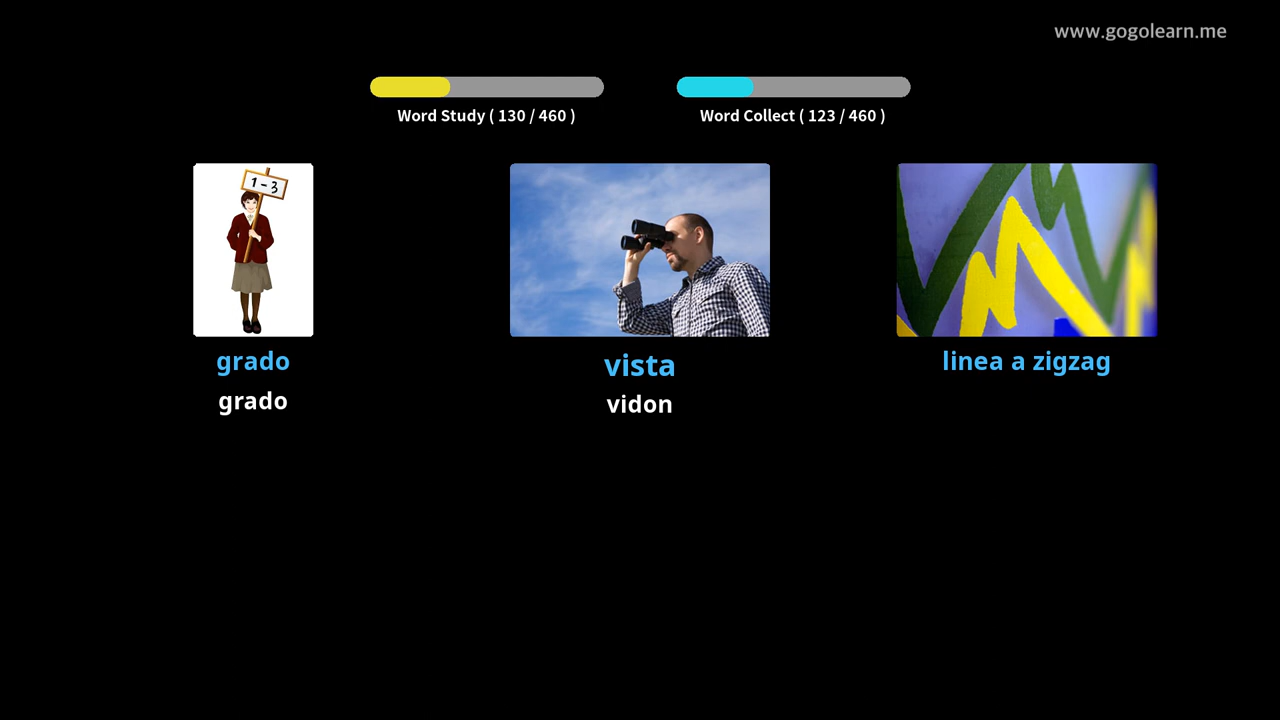 www.gogolearn.me
Word Study ( 130 / 460 )
Word Collect ( 123 / 460 )
1-3
grado
grado
vista
vidon
linea a zigzag